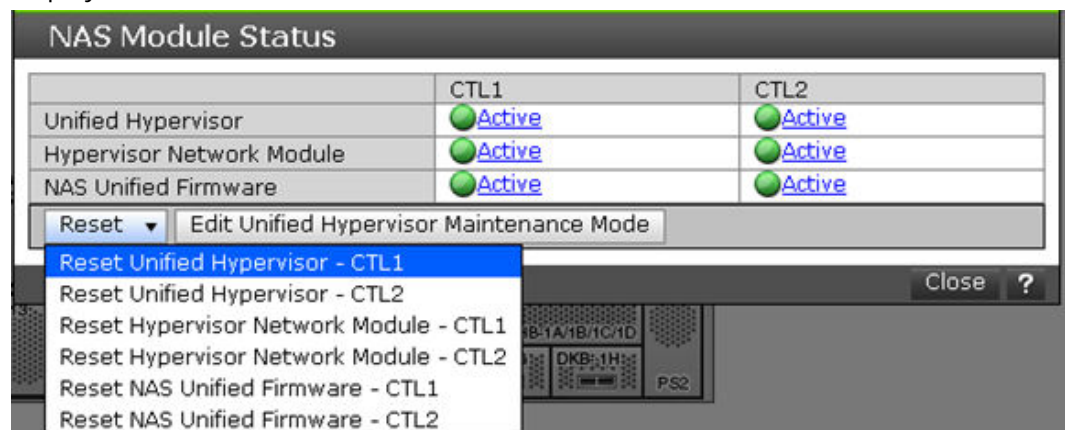 NAS Module Status
CTL1 CTL2
Unified Hypervisor Active Active
Hypervisor Network Module Active Active
NAS Unified Firmware Active Active
Reset Edit Unified Hypervisor Maintenance Mode
Reset Unified Hypervisor - CTL1
Close ?
Reset Unified Hypervisor - CTL2
Reset Hypervisor Network Module - CTL1
Reset Hypervisor Network Module - CTL2
DKB-1H
PS2
Reset NAS Unified Firmware - CTL1
Reset NAS Unified Firmware - CTL2